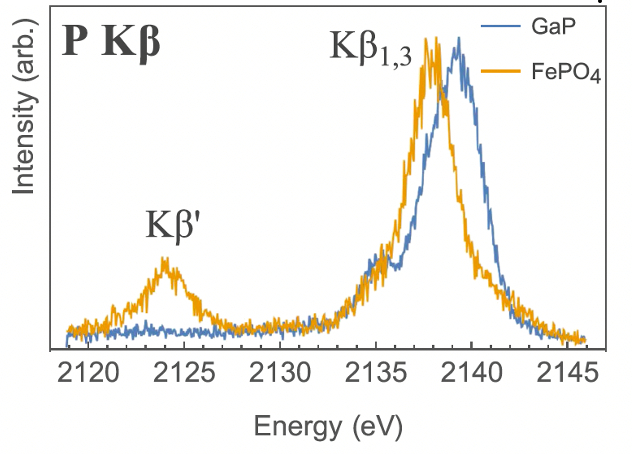 P Kβ
Kβ1,3
GaP
FePO4
Kβ'
Intensity (arb.)
2120 2125 2130 2135 2140 2145
Energy (eV)